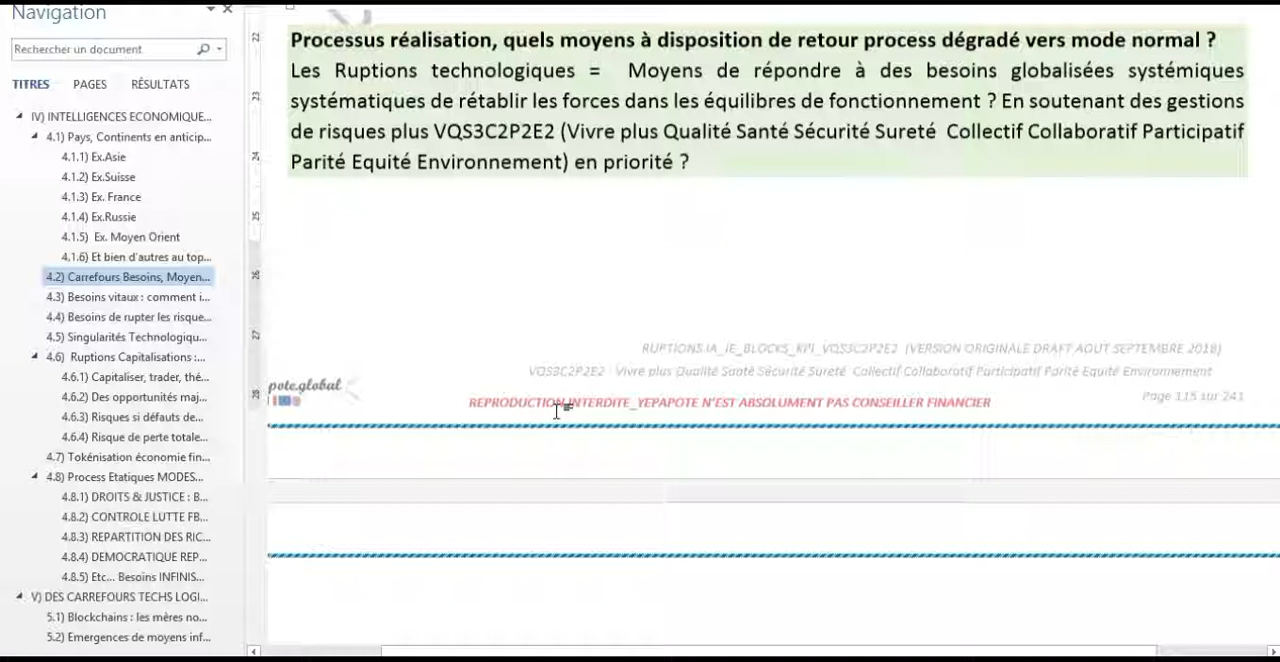 Navigation
Rechercher un document
TITRES PAGES RÉSULTATS
IV) INTELLIGENCES ECONOMIQUE...
4.1) Pays, Continents en anticip...
4.1.1) Ex.Asie
4.1.2) Ex.Suisse
4.1.3) Ex. France
4.1.4) Ex.Russie
4.1.5) Ex. Moyen Orient
4.1.6) Et bien d'autres au top...
4.2) Carrefours Besoins, Moyen...
4.3) Besoins vitaux : comment i...
4.4) Besoins de rupter les risque...
4.5) Singularités Technologiqu...
4.6) Ruptions Capitalisations :...
4.6.1) Capitaliser, trader, thé...
4.6.2) Des opportunités maj...
4.6.3) Risques si défauts de...
4.6.4) Risque de perte totale...
4.7) Tokénisation économie fin...
4.8) Process Etatiques MODES...
4.8.1) DROITS & JUSTICE : B...
4.8.2) CONTROLE LUTTE FB...
4.8.3) REPARTITION DES RIC...
4.8.4) DEMOCRATIQUE REP...
4.8.5) Etc... Besoins INFINIS...
V) DES CARREFOURS TECHS LOGI...
5.1) Blockchains : les mères no...
5.2) Emergences de moyens inf...
22
23
24
25
26
27
28
Processus réalisation, quels moyens à disposition de retour process dégradé vers mode normal ?
Les Ruptions technologiques = Moyens de répondre à des besoins globalisées systémiques
systématiques de rétablir les forces dans les équilibres de fonctionnement ? En soutenant des gestions
de risques plus VQS3C2P2E2 (Vivre plus Qualité Santé Sécurité Sureté Collectif Collaboratif Participatif
Parité Equité Environnement) en priorité ?
RUPTIONS_IA_IE_BLOCKS_KPI_VQS3C2P2E2 (VERSION ORIGINALE DRAFT AOUT SEPTEMBRE 2018)
VQS3C2P2E2 : Vivre plus Qualité Santé Sécurité Sureté Collectif Collaboratif Participatif Parité Equité Environnement
pote.global
REPRODUCTION INTERDITE_YEPAPOTE N'EST ABSOLUMENT PAS CONSEILLER FINANCIER
Page 115 sur 241